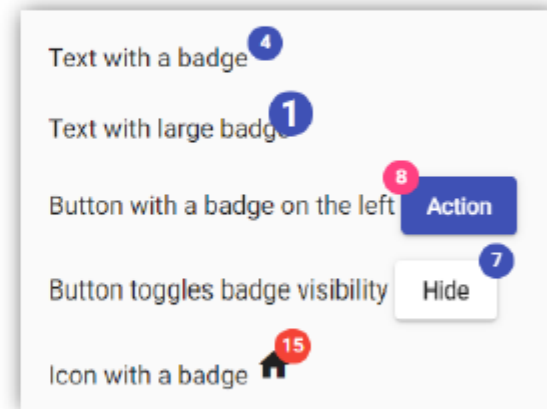 Text with a badge 4
Text with large badge 1
8
Button with a badge on the left Action
7
Button toggles badge visibility Hide
15
Icon with a badge